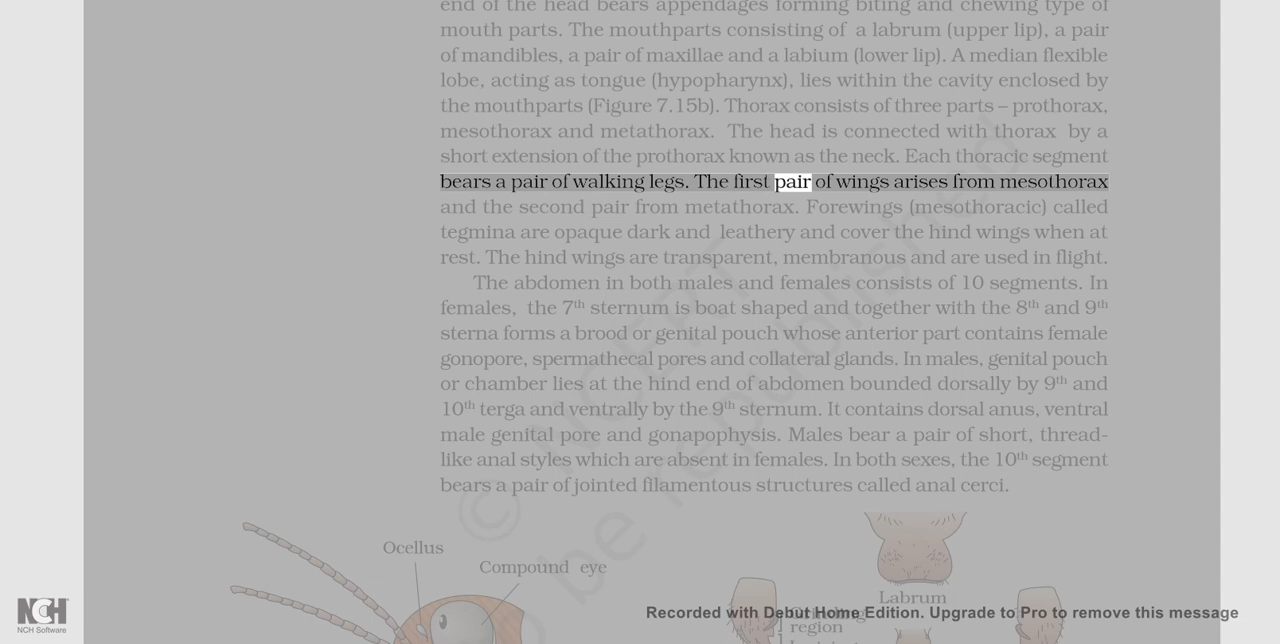 end of the head bears appendages forming biting and chewing type of
mouth parts. The mouthparts consisting of a labrum (upper lip), a pair
of mandibles, a pair of maxillae and a labium (lower lip). A median flexible
lobe, acting as tongue (hypopharynx), lies within the cavity enclosed by
the mouthparts (Figure 7.15b). Thorax consists of three parts – prothorax,
mesothorax and metathorax. The head is connected with thorax by a
short extension of the prothorax known as the neck. Each thoracic segment
bears a pair of walking legs. The first pair of wings arises from mesothorax
and the second pair from metathorax. Forewings (mesothoracic) called
tegmina are opaque dark and leathery and cover the hind wings when at
rest. The hind wings are transparent, membranous and are used in flight.
The abdomen in both males and females consists of 10 segments. In
females, the 7th sternum is boat shaped and together with the 8th and 9th
sterna forms a brood or genital pouch whose anterior part contains female
gonopore, spermathecal pores and collateral glands. In males, genital pouch
or chamber lies at the hind end of abdomen bounded dorsally by 9th and
10th terga and ventrally by the 9th sternum. It contains dorsal anus, ventral
male genital pore and gonapophysis. Males bear a pair of short, thread-
like anal styles which are absent in females. In both sexes, the 10th segment
bears a pair of jointed filamentous structures called anal cerci.
© NCERT
be republished
Ocellus
Compound eye
Labrum
region
Recorded with Debut Home Edition. Upgrade to Pro to remove this message
NCH
NCH Software